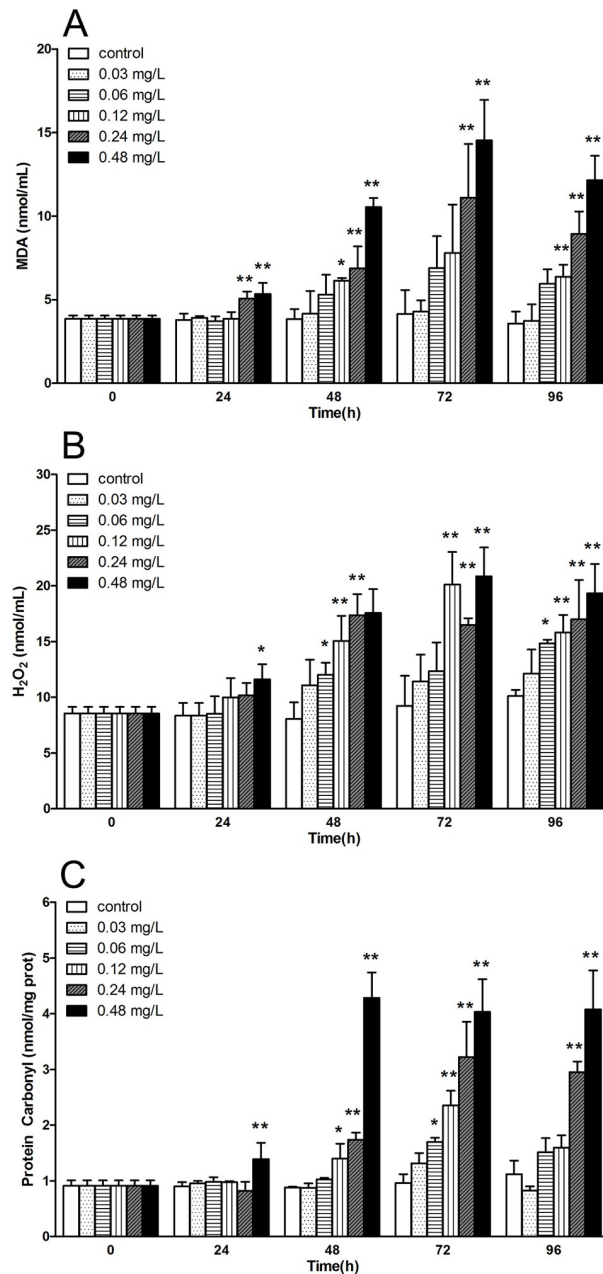 A
20
15
10
5
0
MDA (nmol/mL)
control
0.03 mg/L
0.06 mg/L
0.12 mg/L
0.24 mg/L
0.48 mg/L
** **
* ** **
** **
** ** **
0 24 48 72 96
Time(h)
B
30
25
20
15
10
5
0
H₂O₂ (nmol/mL)
control
0.03 mg/L
0.06 mg/L
0.12 mg/L
0.24 mg/L
0.48 mg/L
*
* ** **
** ** **
* ** ** **
0 24 48 72 96
Time(h)
C
6
5
4
3
2
1
0
Protein Carbonyl (nmol/mg prot)
control
0.03 mg/L
0.06 mg/L
0.12 mg/L
0.24 mg/L
0.48 mg/L
**
* ** **
* ** ** **
** **
0 24 48 72 96
Time(h)